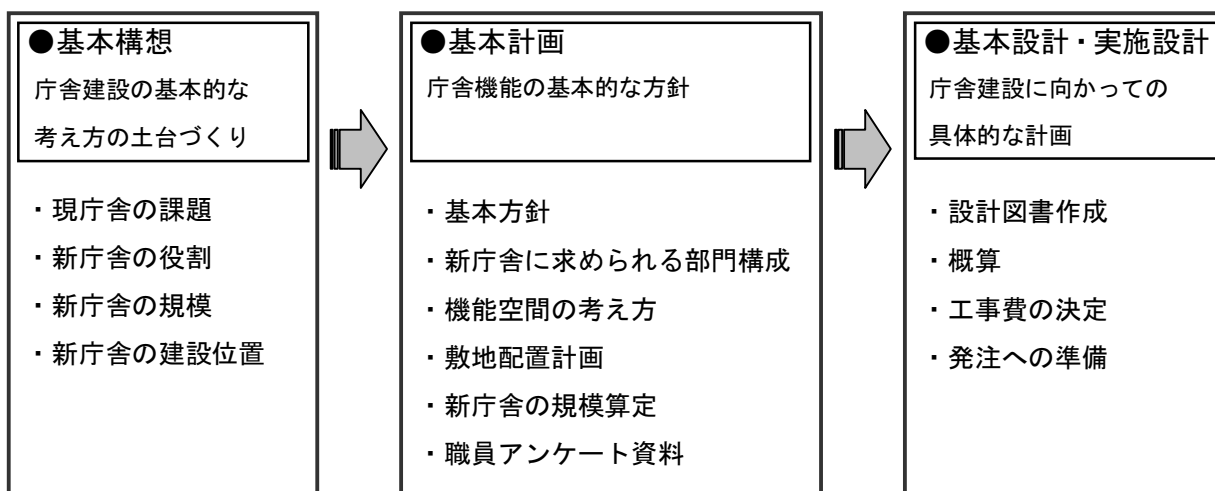 ●基本構想
庁舎建設の基本的な
考え方の土台づくり
・現庁舎の課題
・新庁舎の役割
・新庁舎の規模
・新庁舎の建設位置
●基本計画
庁舎機能の基本的な方針
・基本方針
・新庁舎に求められる部門構成
・機能空間の考え方
・敷地配置計画
・新庁舎の規模算定
・職員アンケート資料
●基本設計・実施設計
庁舎建設に向かっての
具体的な計画
・設計図書作成
・概算
・工事費の決定
・発注への準備